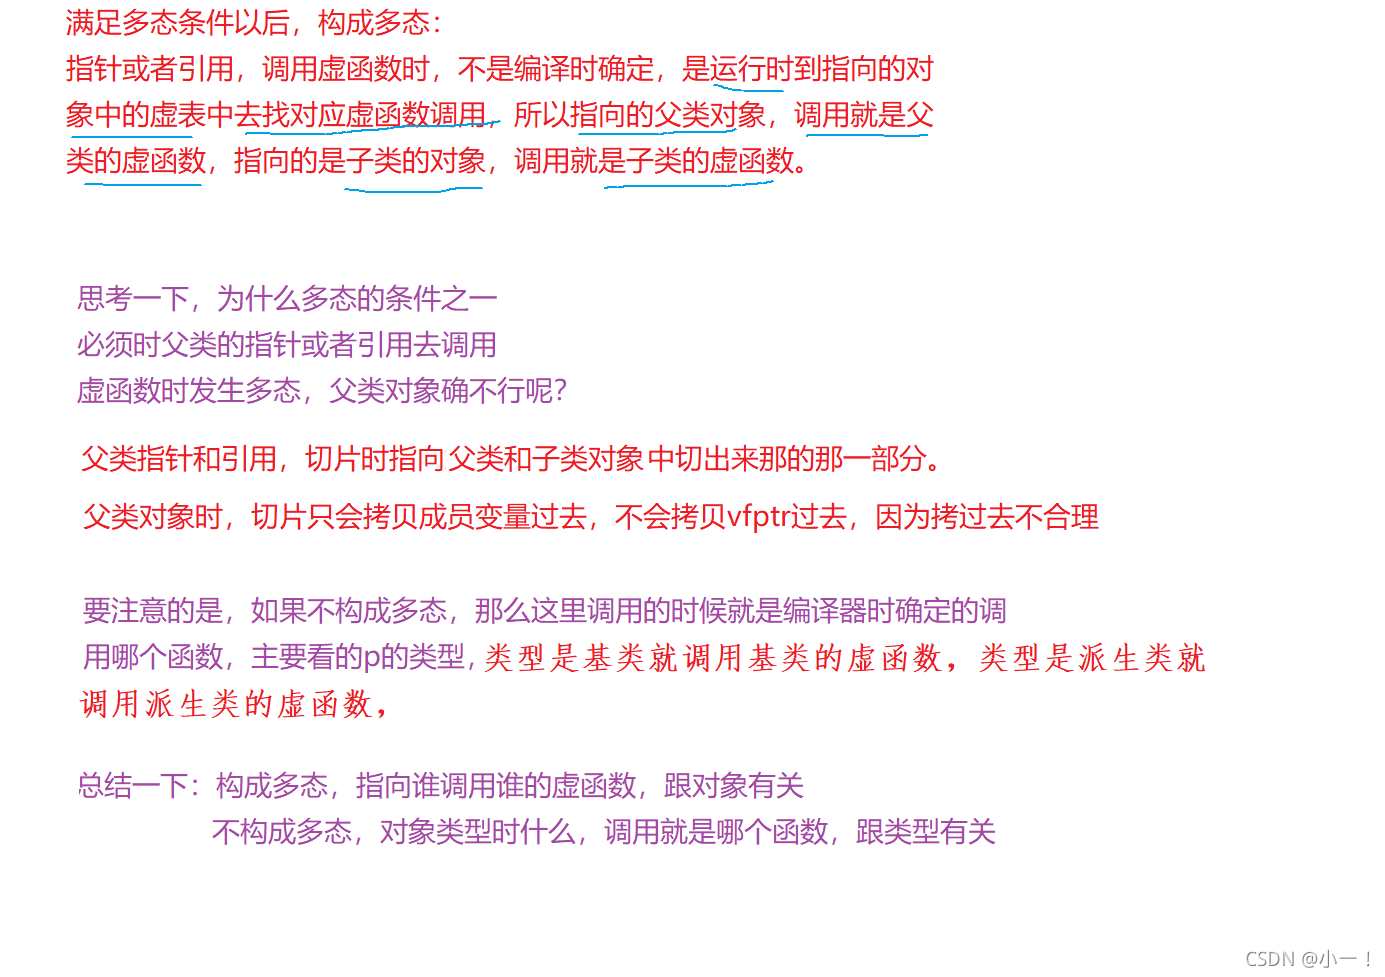 满足多态条件以后，构成多态：
指针或者引用，调用虚函数时，不是编译时确定，是运行时到指向的对
象中的虚表中去找对应虚函数调用，所以指向的父类对象，调用就是父
类的虚函数，指向的是子类的对象，调用就是子类的虚函数。
思考一下，为什么多态的条件之一
必须时父类的指针或者引用去调用
虚函数时发生多态，父类对象确不行呢？
父类指针和引用，切片时指向父类和子类对象中切出来那的那一部分。
父类对象时，切片只会拷贝成员变量过去，不会拷贝vfptr过去，因为拷过去不合理
要注意的是，如果不构成多态，那么这里调用的时候就是编译器时确定的调
用哪个函数，主要看的p的类型，类型是基类就调用基类的虚函数，类型是派生类就
调用派生类的虚函数，
总结一下：构成多态，指向谁调用谁的虚函数，跟对象有关
不构成多态，对象类型时什么，调用就是哪个函数，跟类型有关
CSDN @小一！